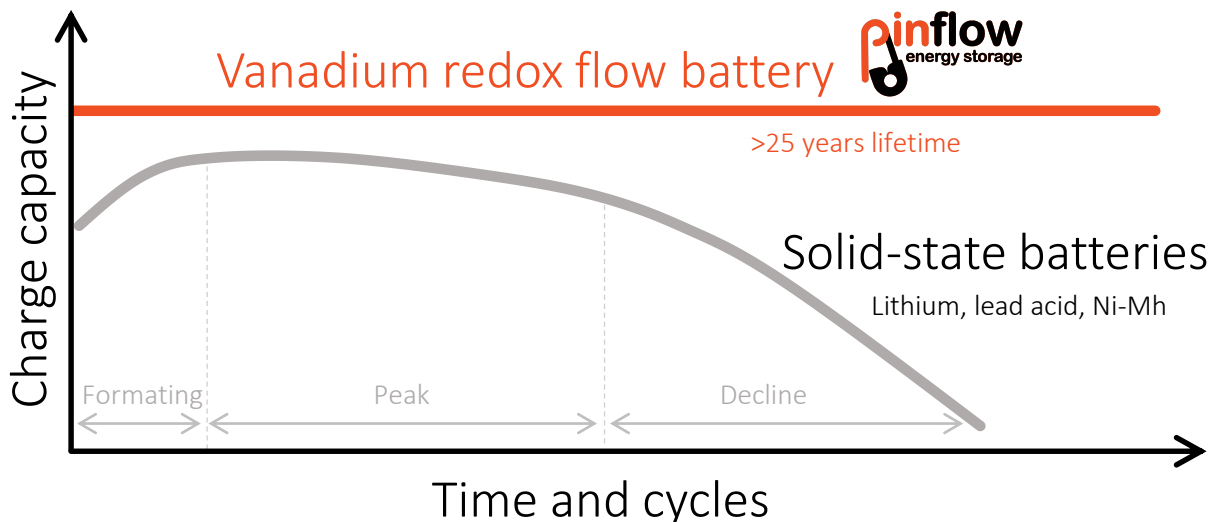 Vanadium redox flow battery
pinflow
energy storage
>25 years lifetime
Charge capacity
Solid-state batteries
Lithium, lead acid, Ni-Mh
Formating
Peak
Decline
Time and cycles